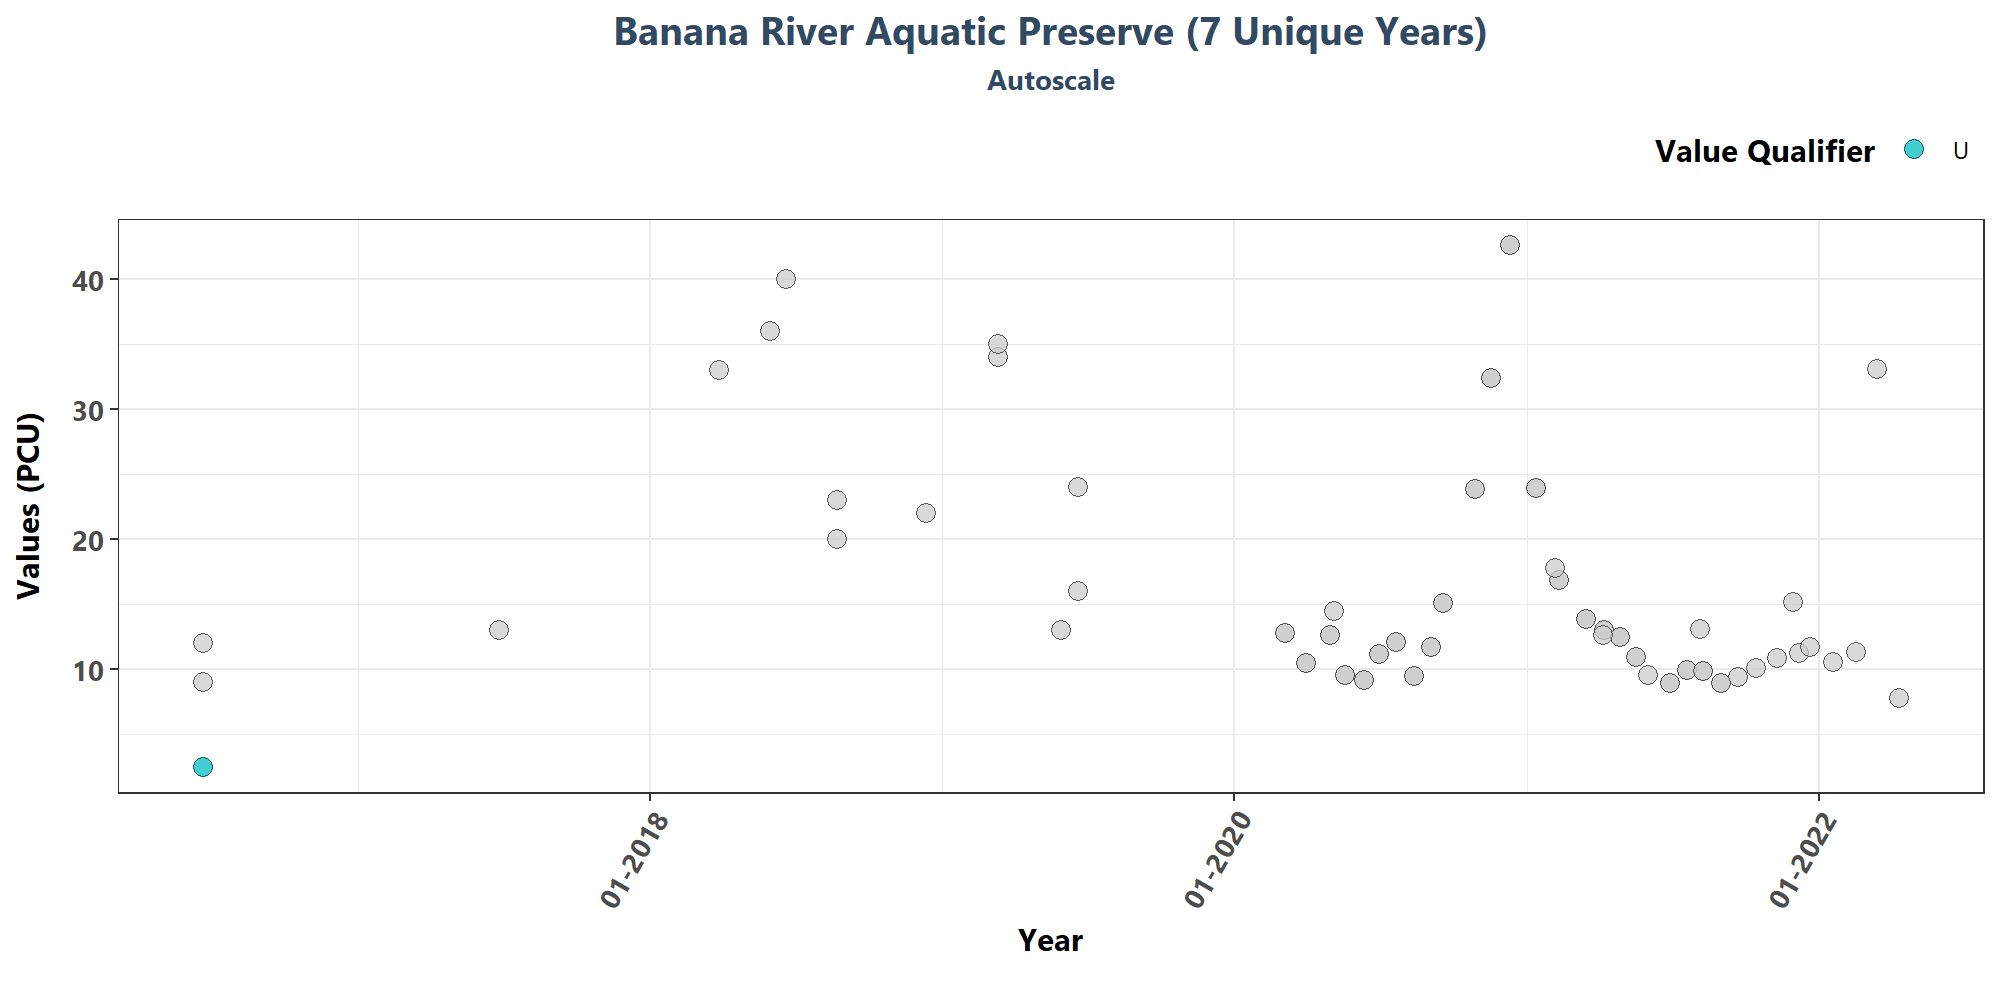 Banana River Aquatic Preserve (7 Unique Years)
Autoscale
Value Qualifier U
Values (PCU)
40
30
20
10
01-2018
01-2020
01-2022
Year